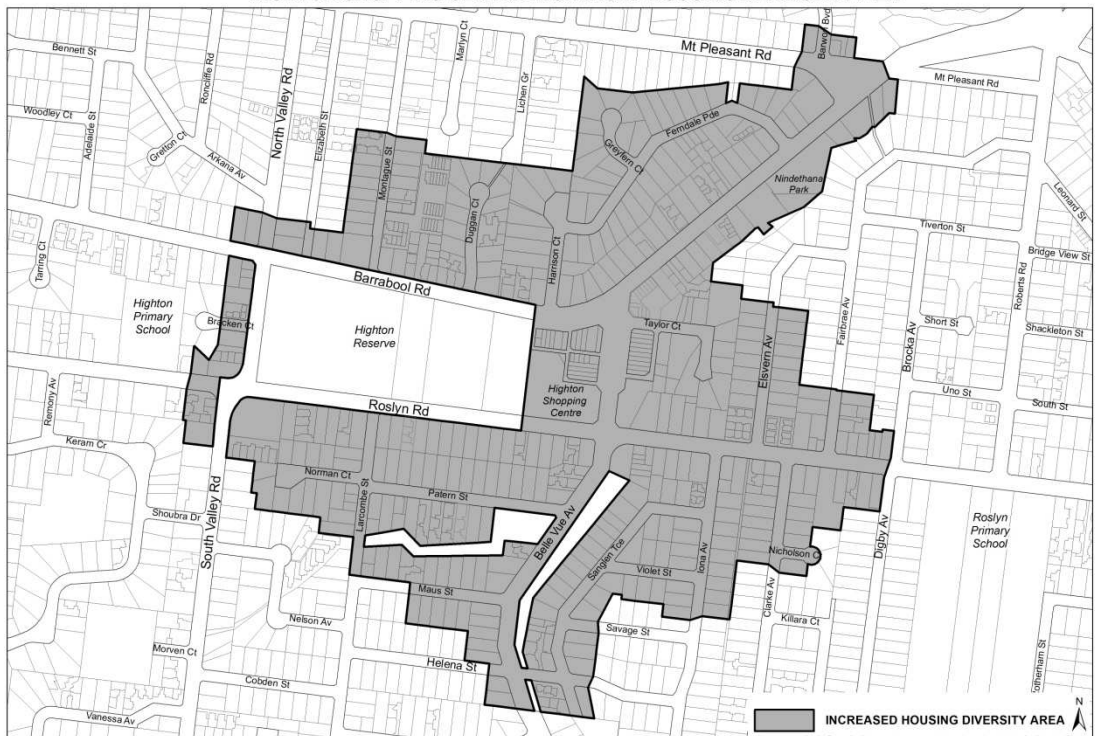 Barwon Blvd
Mt Pleasant Rd
Mt Pleasant Rd
Bennett St
Roncliffe Rd
North Valley Rd
Marlyn Ct
Lichen Gr
Woodley Ct
Adelaide St
Gretton Ct
Arkana Av
Elizabeth St
Montague St
Ferndale Pde
Greyfern Ct
Nindethana
Park
Leonard St
Duggan Ct
Harrison Ct
Tiverton St
Bridge View St
Tarring Ct
Barrabool Rd
Roberts Rd
Highton
Primary
School
Bracken Ct
Highton
Reserve
Taylor Ct
Fairbrae Av
Short St
Shackleton St
Elsvern Av
Brocka Av
Highton
Shopping
Centre
Remony Av
Roslyn Rd
Uno St
South St
Keram Cr
Norman Ct
Larcombe St
Patern St
Shoubra Dr
South Valley Rd
Belle Vue Av
Sanglen Tce
Iona Av
Nicholson C
Digby Av
Roslyn
Primary
School
Maus St
Violet St
Clarke Av
Killara Ct
Nelson Av
Savage St
Morven Ct
Helena St
Cobden St
Vanessa Av
N
INCREASED HOUSING DIVERSITY AREA